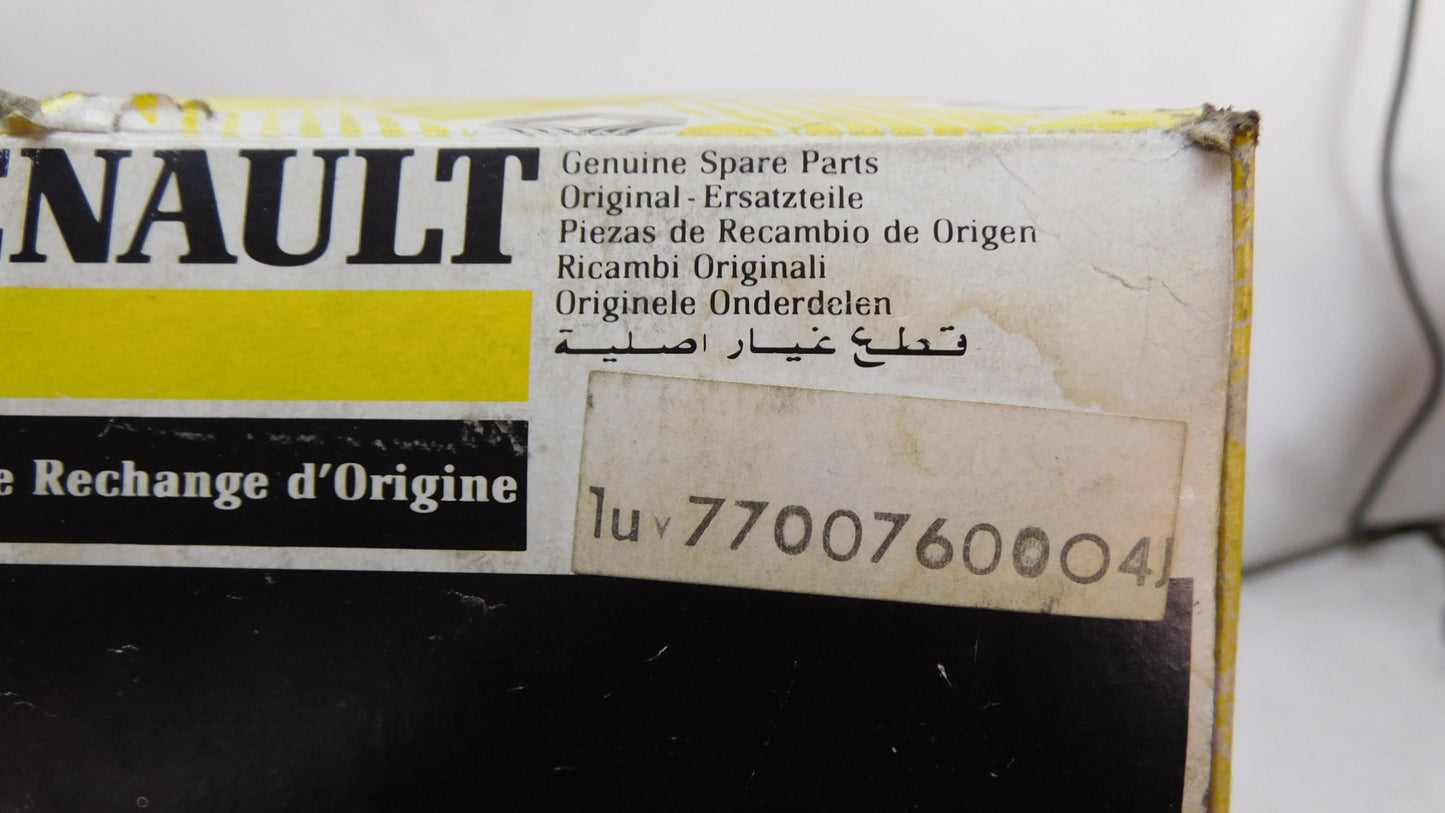 ENAULT
Genuine Spare Parts
Original - Ersatzteile
Piezas de Recambio de Origen
Ricambi Originali
Originele Onderdelen
قطع غيار اصلية
e Rechange d'Origine
1u v 7700760004J